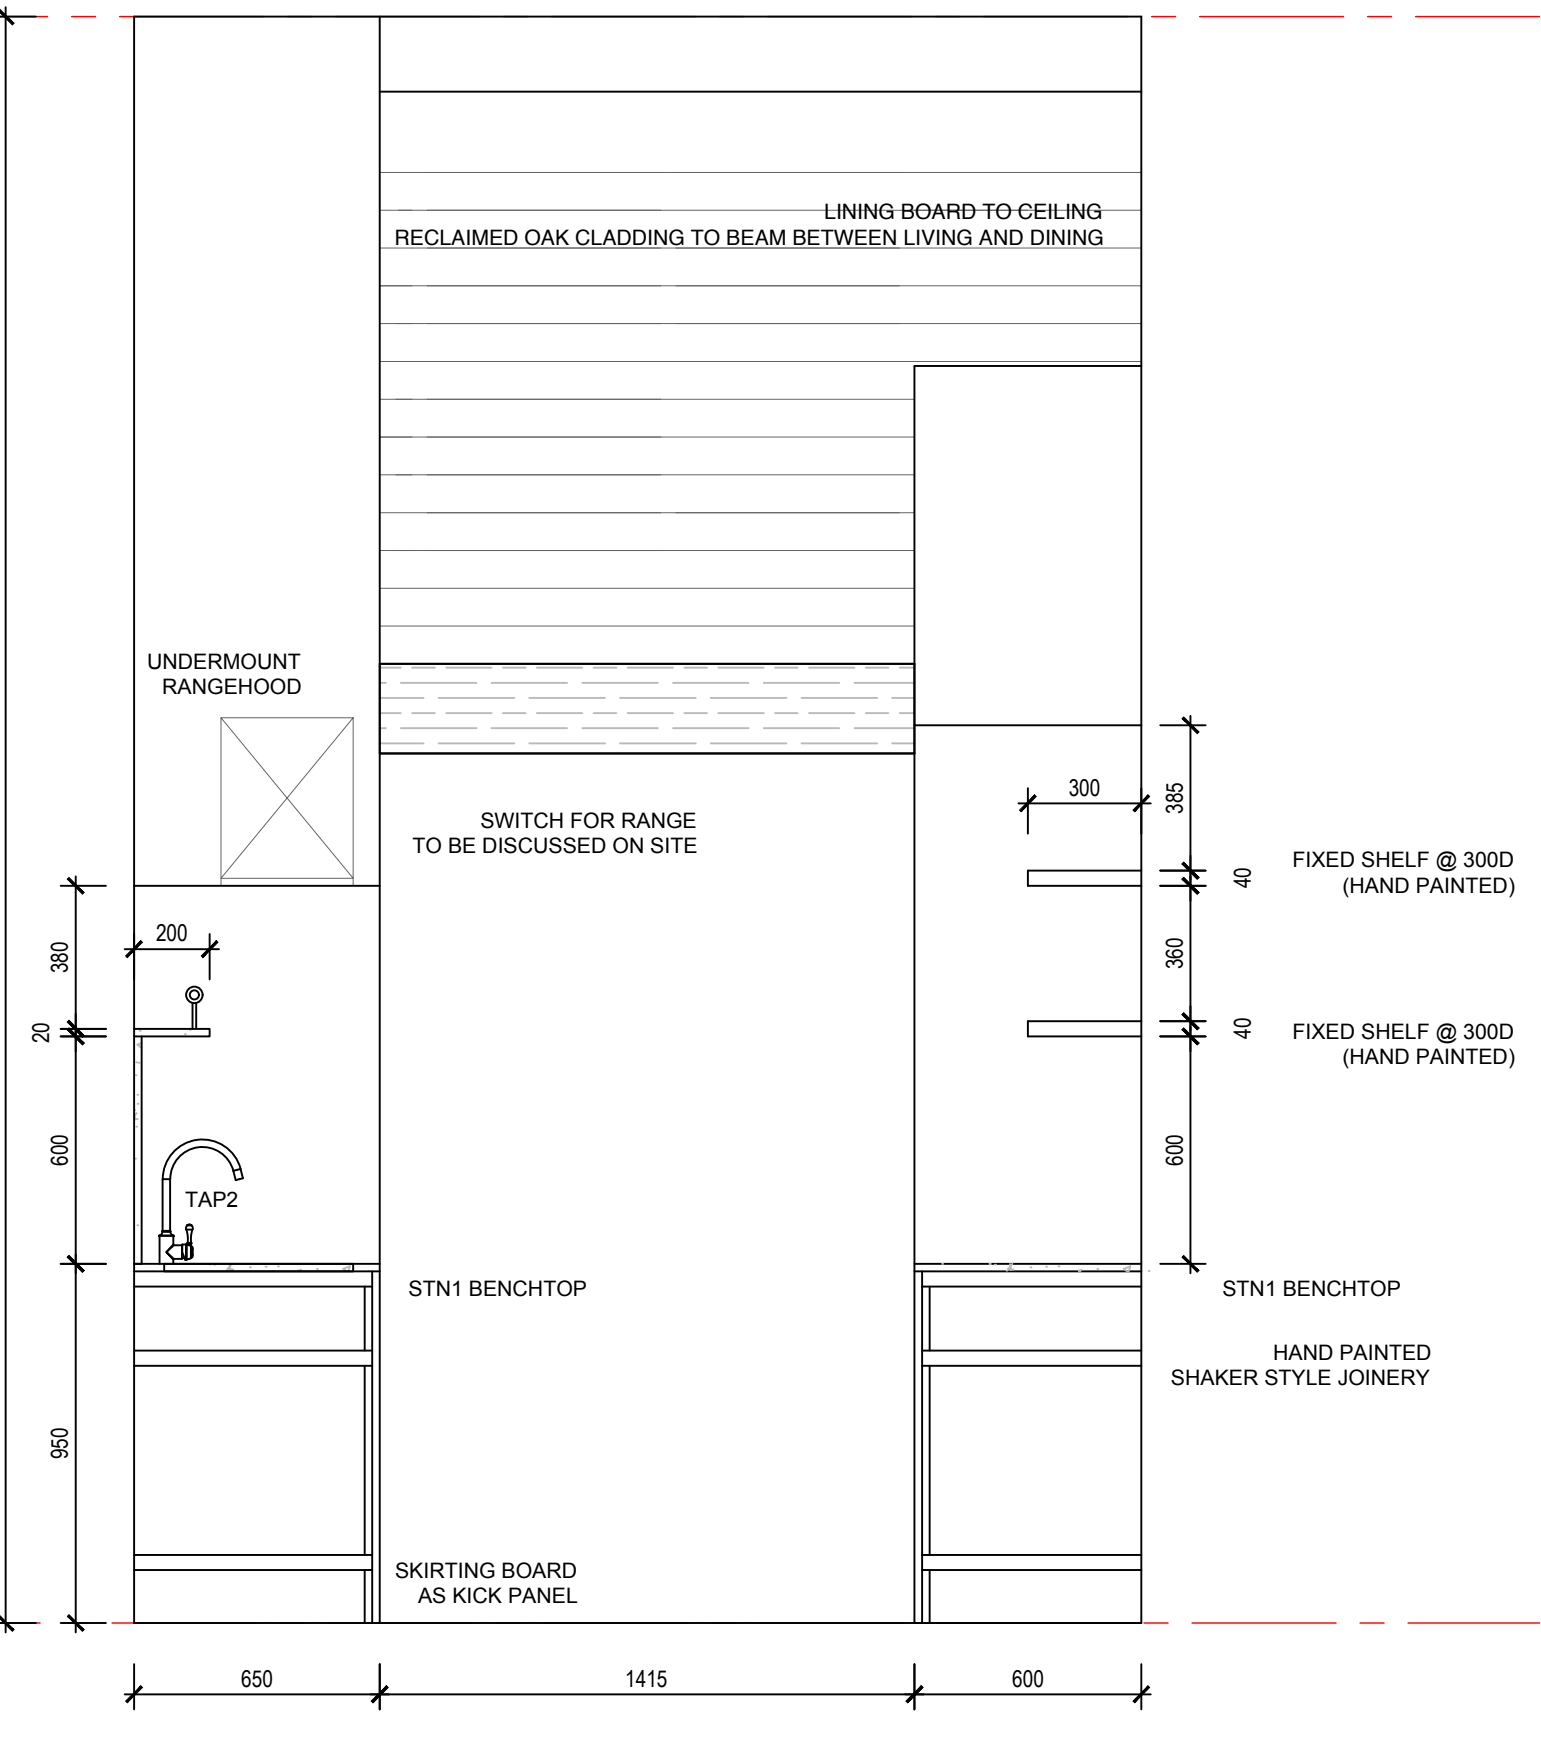 LINING BOARD TO CEILING
RECLAIMED OAK CLADDING TO BEAM BETWEEN LIVING AND DINING
UNDERMOUNT
RANGEHOOD
SWITCH FOR RANGE
TO BE DISCUSSED ON SITE
300
385
FIXED SHELF @ 300D
(HAND PAINTED)
40
200
380
360
20
40
FIXED SHELF @ 300D
(HAND PAINTED)
600
TAP2
600
STN1 BENCHTOP
STN1 BENCHTOP
HAND PAINTED
SHAKER STYLE JOINERY
950
SKIRTING BOARD
AS KICK PANEL
650
1415
600